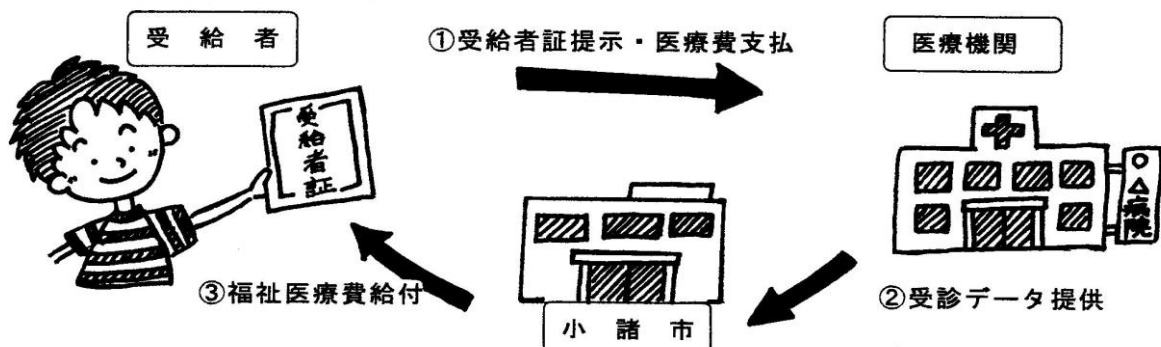 受給者
①受給者証提示・医療費支払
医療機関
受給者証
○△病院
③福祉医療費給付
②受診データ提供
小諸市